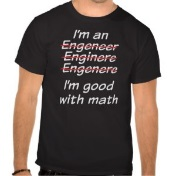 I'm an
Engeneer
Enginere
Engenere
I'm good
with math